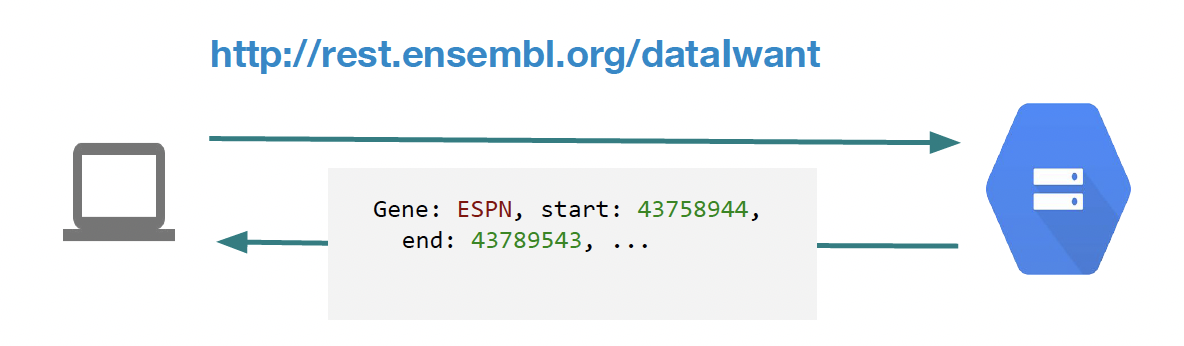 http://rest.ensembl.org/dataIwant
Gene: ESPN, start: 43758944,
end: 43789543, ...